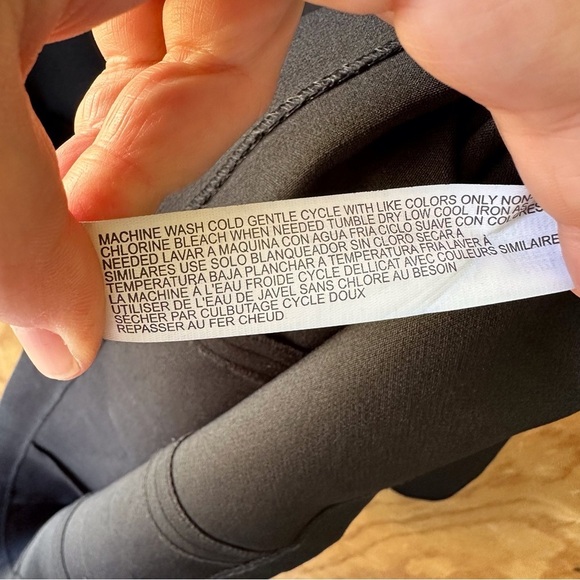 MACHINE WASH COLD GENTLE CYCLE WITH LIKE COLORS ONLY NON-
CHLORINE BLEACH WHEN NEEDED TUMBLE DRY LOW COOL IRON AS
NEEDED LAVAR A MAQUINA CON AGUA FRIA CICLO SUAVE CON COLORES
SIMILARES USE SOLO BLANQUEADOR SIN CLORO SECAR A
TEMPERATURA BAJA PLANCHAR A TEMPERATURA FRIA LAVER A
LA MACHINE A L'EAU FROIDE CYCLE DELLICAT AVEC COULEURS SIMILAIRE
UTILISER DE L'EAU DE JAVEL SANS CHLORE AU BESOIN
SECHER PAR CULBUTAGE CYCLE DOUX
REPASSER AU FER CHEUD